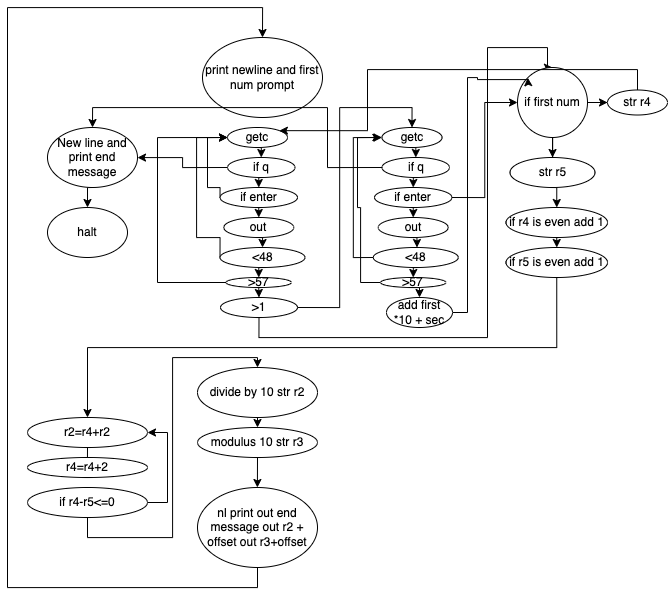 print newline and first
num prompt
New line and
print end
message
halt
getc
if q
if enter
out
<48
>57
>1
getc
if q
if enter
out
<48
>57
add first
*10 + sec
if first num
str r4
str r5
if r4 is even add 1
if r5 is even add 1
r2=r4+r2
r4=r4+2
if r4-r5<=0
divide by 10 str r2
modulus 10 str r3
nl print out end
message out r2 +
offset out r3+offset